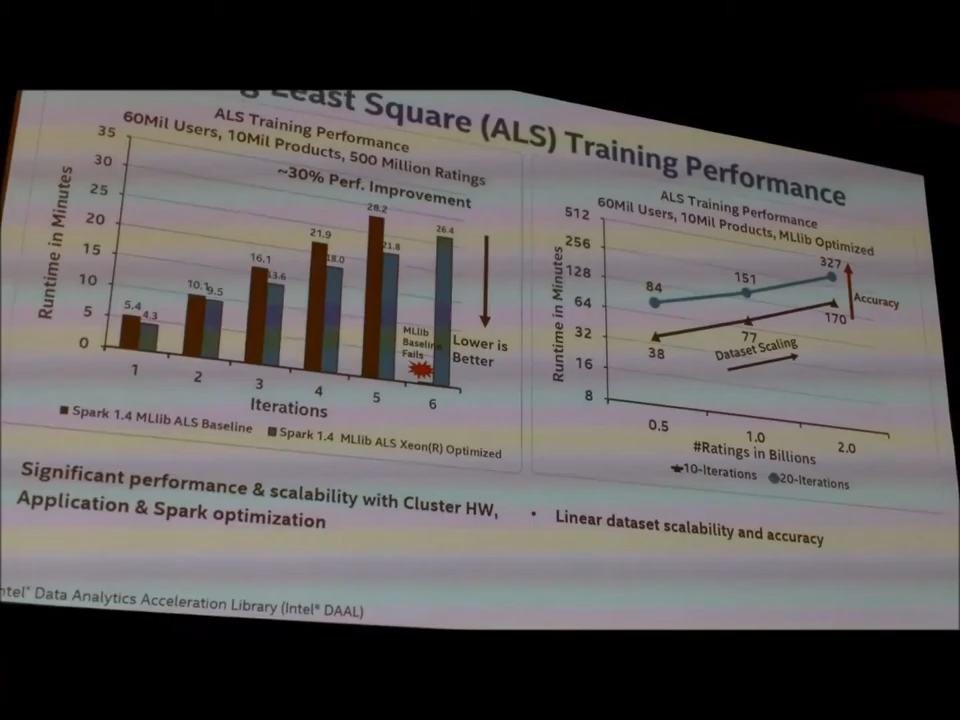 Least Square (ALS) Training Performance
ALS Training Performance
60Mil Users, 10Mil Products, 500 Million Ratings
~30% Perf. Improvement
Runtime in Minutes
35
30
25
20
15
10
5
0
5.4
4.3
10.1
9.5
16.1
13.6
21.9
18.0
28.2
21.8
26.4
MLlib
Baseline
Fails
Lower is
Better
1
2
3
4
5
6
Iterations
Spark 1.4 MLlib ALS Baseline
Spark 1.4 MLlib ALS Xeon(R) Optimized
ALS Training Performance
60Mil Users, 10Mil Products, MLlib Optimized
Runtime in Minutes
512
256
128
64
32
16
8
84
151
327
38
77
170
Accuracy
Dataset Scaling
0.5
1.0
2.0
#Ratings in Billions
10-Iterations
20-Iterations
Significant performance & scalability with Cluster HW,
Application & Spark optimization
• Linear dataset scalability and accuracy
ntel® Data Analytics Acceleration Library (Intel® DAAL)